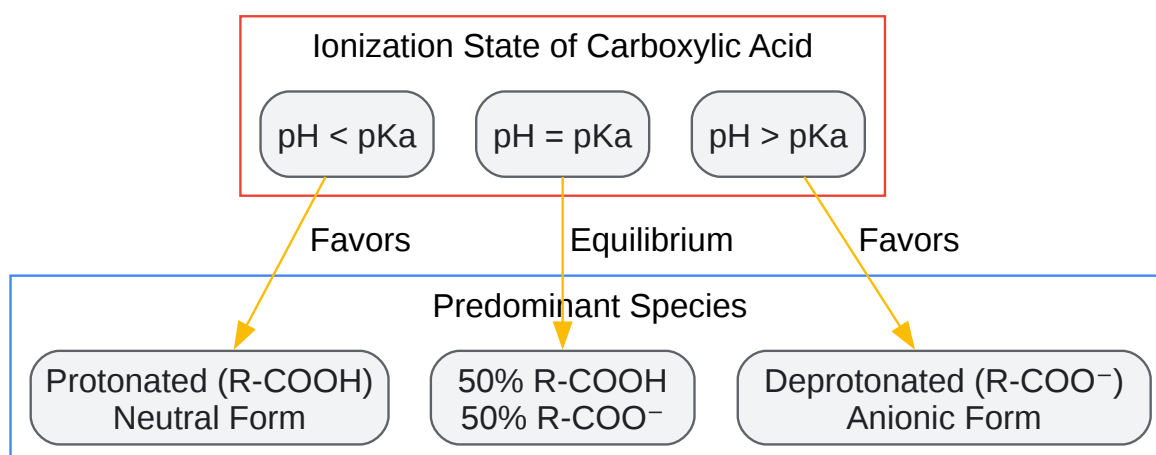 Ionization State of Carboxylic Acid
pH < pKa
pH = pKa
pH > pKa
Favors
Equilibrium
Favors
Predominant Species
Protonated (R-COOH)
Neutral Form
50% R-COOH
50% R-COO⁻
Deprotonated (R-COO⁻)
Anionic Form